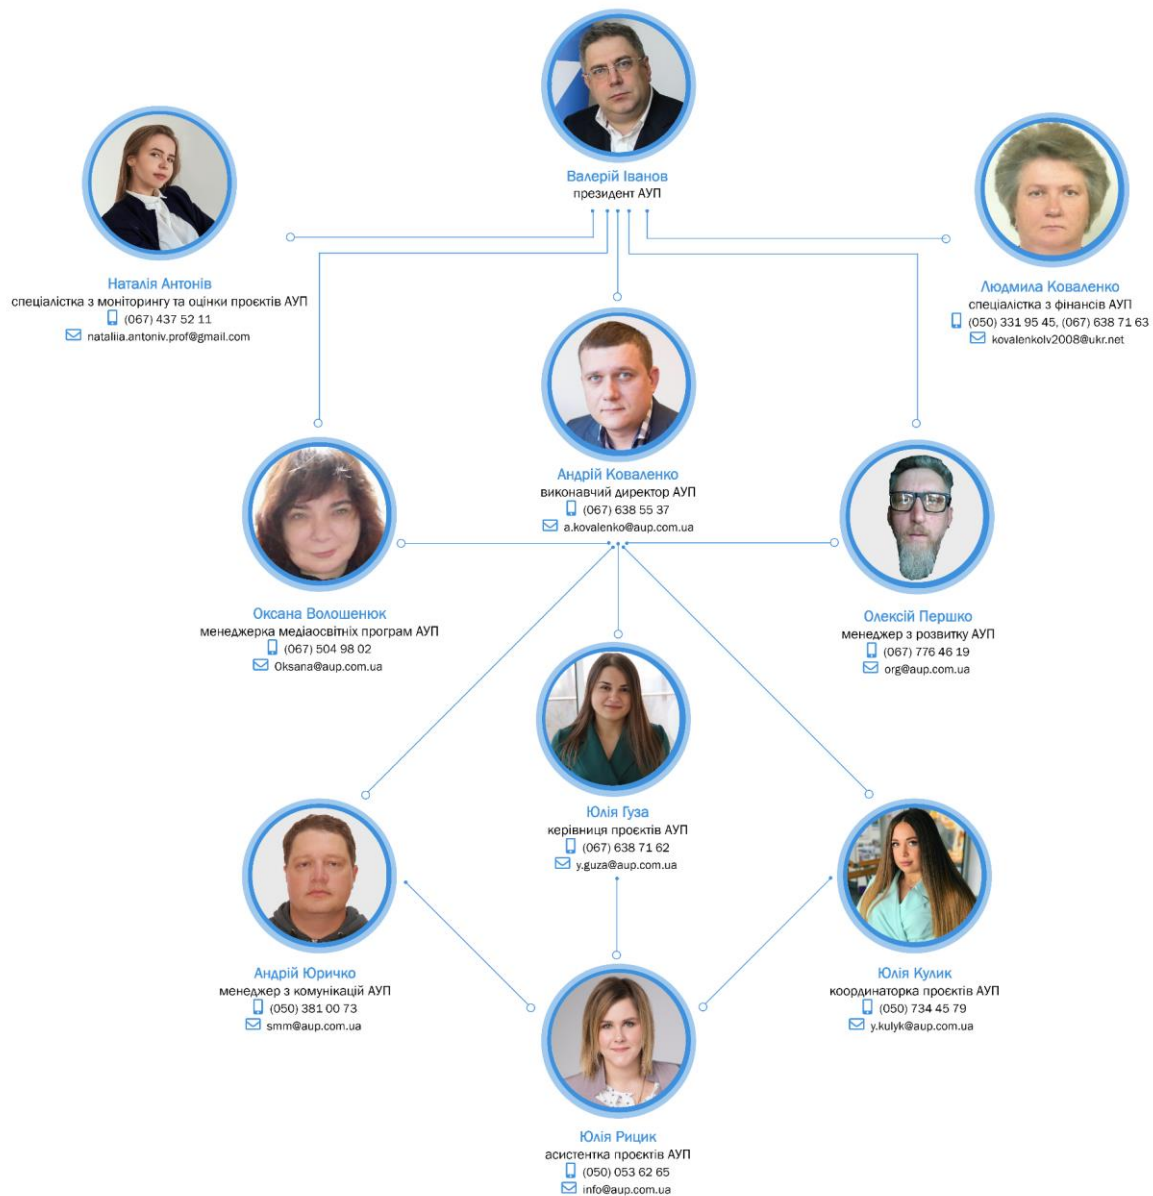 Валерій Іванов
президент АУП
Наталія Антонів
спеціалістка з моніторингу та оцінки проєктів АУП
(067) 437 52 11
nataliia.antoniv.prof@gmail.com
Людмила Коваленко
спеціалістка з фінансів АУП
(050) 331 95 45, (067) 638 71 63
kovalenkolv2008@ukr.net
Андрій Коваленко
виконавчий директор АУП
(067) 638 55 37
a.kovalenko@aup.com.ua
Оксана Волошенюк
менеджерка медіаосвітніх програм АУП
(067) 504 98 02
Oksana@aup.com.ua
Олексій Першко
менеджер з розвитку АУП
(067) 776 46 19
org@aup.com.ua
Юлія Гуза
керівниця проєктів АУП
(067) 638 71 62
y.guza@aup.com.ua
Андрій Юричко
менеджер з комунікацій АУП
(050) 381 00 73
smm@aup.com.ua
Юлія Кулик
координаторка проєктів АУП
(050) 734 45 79
y.kulyk@aup.com.ua
Юлія Рицик
асистентка проєктів АУП
(050) 053 62 65
info@aup.com.ua